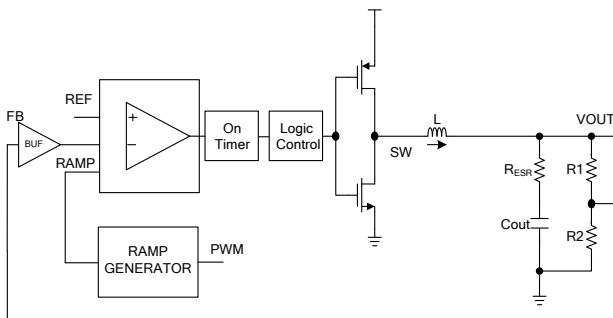 FB
BUF
REF
RAMP
+
−
On
Timer
Logic
Control
SW
L
VOUT
RESR
R1
Cout
R2
RAMP
GENERATOR
PWM